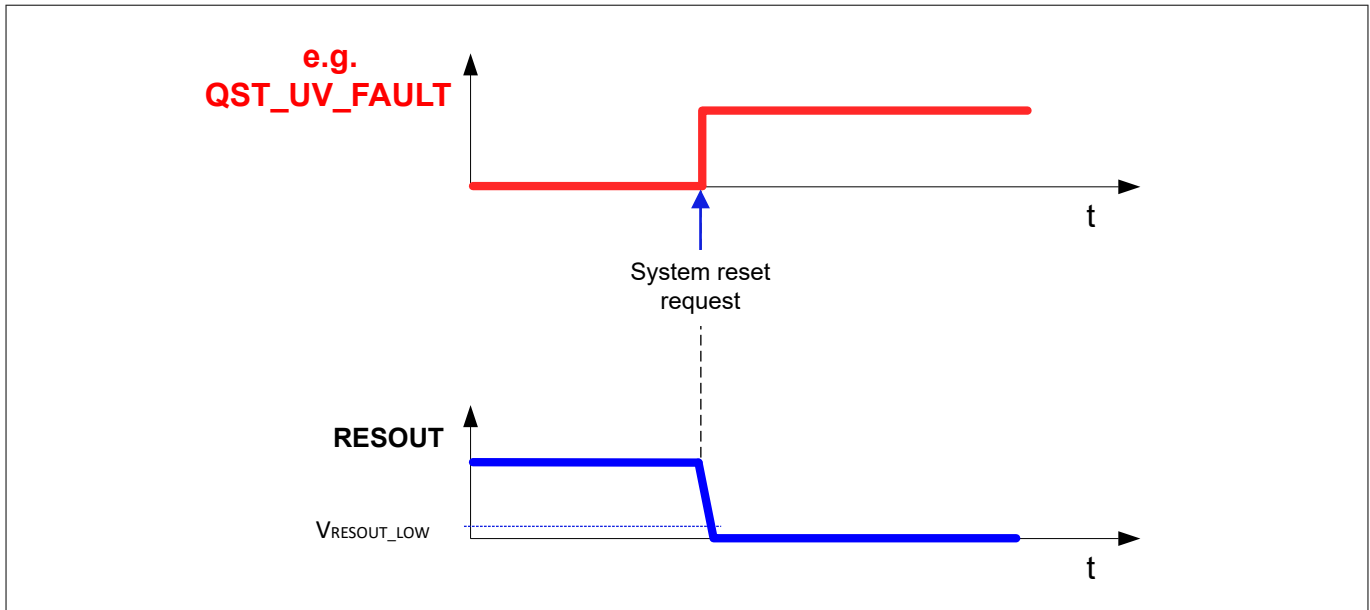 e.g.
QST_UV_FAULT
t
System reset
request
RESOUT
VRESOUT_LOW
t